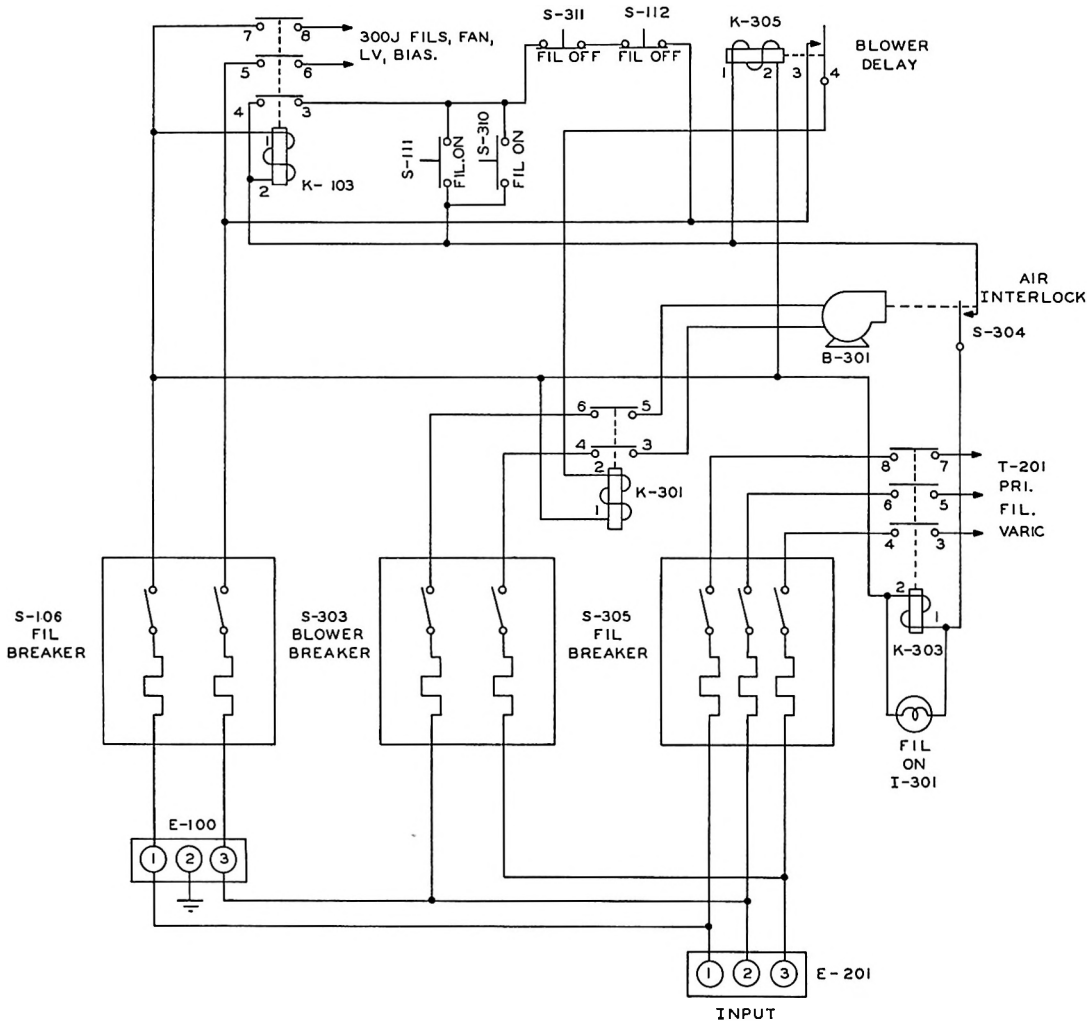 S-311
S-112
K-305
7
8
300J FILS, FAN,
LV, BIAS.
FIL OFF
FIL OFF
BLOWER
DELAY
5
6
1
2
3
4
4
3
S-111
FIL.ON
S-310
FIL ON
1
2
K-103
AIR
INTERLOCK
S-304
B-301
6
5
4
3
2
K-301
1
8
7
T-201
PRI.
FIL.
VARIC
6
5
4
3
2
1
K-303
S-106
FIL
BREAKER
S-303
BLOWER
BREAKER
S-305
FIL
BREAKER
FIL
ON
I-301
E-100
1
2
3
1
2
3
E-201
INPUT